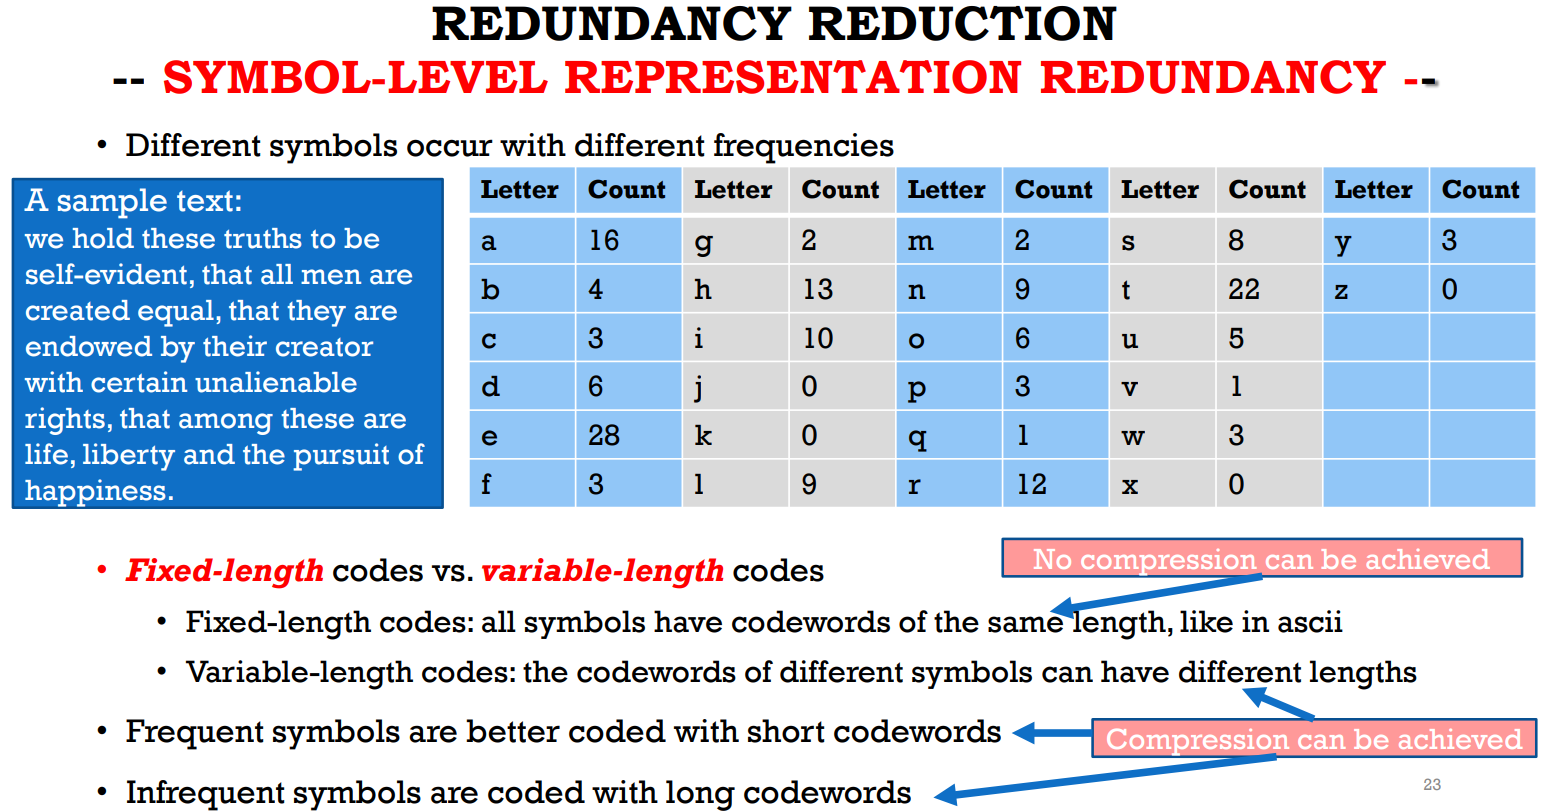 REDUNDANCY REDUCTION
-- SYMBOL-LEVEL REPRESENTATION REDUNDANCY --
• Different symbols occur with different frequencies
A sample text:
we hold these truths to be
self-evident, that all men are
created equal, that they are
endowed by their creator
with certain unalienable
rights, that among these are
life, liberty and the pursuit of
happiness.
Letter Count Letter Count Letter Count Letter Count Letter Count
a 16 g 2 m 2 s 8 y 3
b 4 h 13 n 9 t 22 z 0
c 3 i 10 o 6 u 5
d 6 j 0 p 3 v 1
e 28 k 0 q 1 w 3
f 3 l 9 r 12 x 0
• Fixed-length codes vs. variable-length codes
No compression can be achieved
• Fixed-length codes: all symbols have codewords of the same length, like in ascii
• Variable-length codes: the codewords of different symbols can have different lengths
• Frequent symbols are better coded with short codewords
Compression can be achieved
• Infrequent symbols are coded with long codewords
23